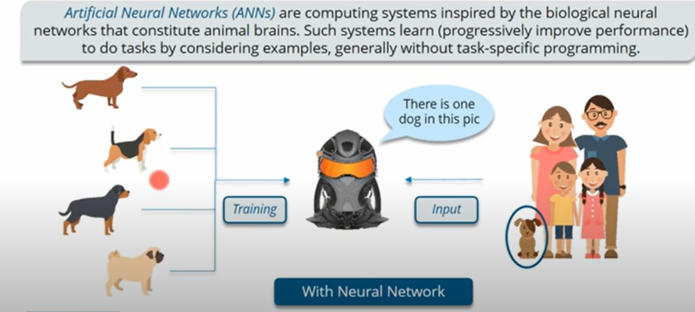 Artificial Neural Networks (ANNs) are computing systems inspired by the biological neural
networks that constitute animal brains. Such systems learn (progressively improve performance)
to do tasks by considering examples, generally without task-specific programming.
There is one
dog in this pic
Training
Input
With Neural Network